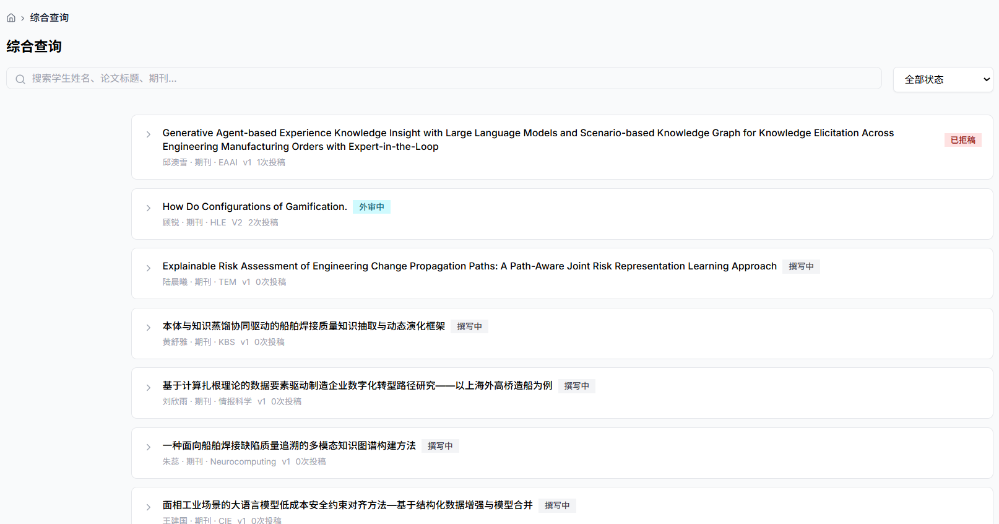 综合查询
综合查询
搜索学生姓名、论文标题、期刊...
全部状态
Generative Agent-based Experience Knowledge Insight with Large Language Models and Scenario-based Knowledge Graph for Knowledge Elicitation Across
Engineering Manufacturing Orders with Expert-in-the-Loop
已拒稿
邱澳雪 · 期刊 · EAAI v1 1次投稿
How Do Configurations of Gamification. 外审中
顾锐 · 期刊 · HLE V2 2次投稿
Explainable Risk Assessment of Engineering Change Propagation Paths: A Path-Aware Joint Risk Representation Learning Approach 撰写中
陆晨曦 · 期刊 · TEM v1 0次投稿
本体与知识蒸馏协同驱动的船舶焊接质量知识抽取与动态演化框架 撰写中
黄舒雅 · 期刊 · KBS v1 0次投稿
基于计算扎根理论的数据要素驱动制造企业数字化转型路径研究——以上海外高桥造船为例 撰写中
刘欣雨 · 期刊 · 情报科学 v1 0次投稿
一种面向船舶焊接缺陷质量追溯的多模态知识图谱构建方法 撰写中
朱蕊 · 期刊 · Neurocomputing v1 0次投稿
面相工业场景的大语言模型低成本安全约束对齐方法—基于结构化数据增强与模型合并 撰写中
王建国 · 期刊 · CIE v1 0次投稿